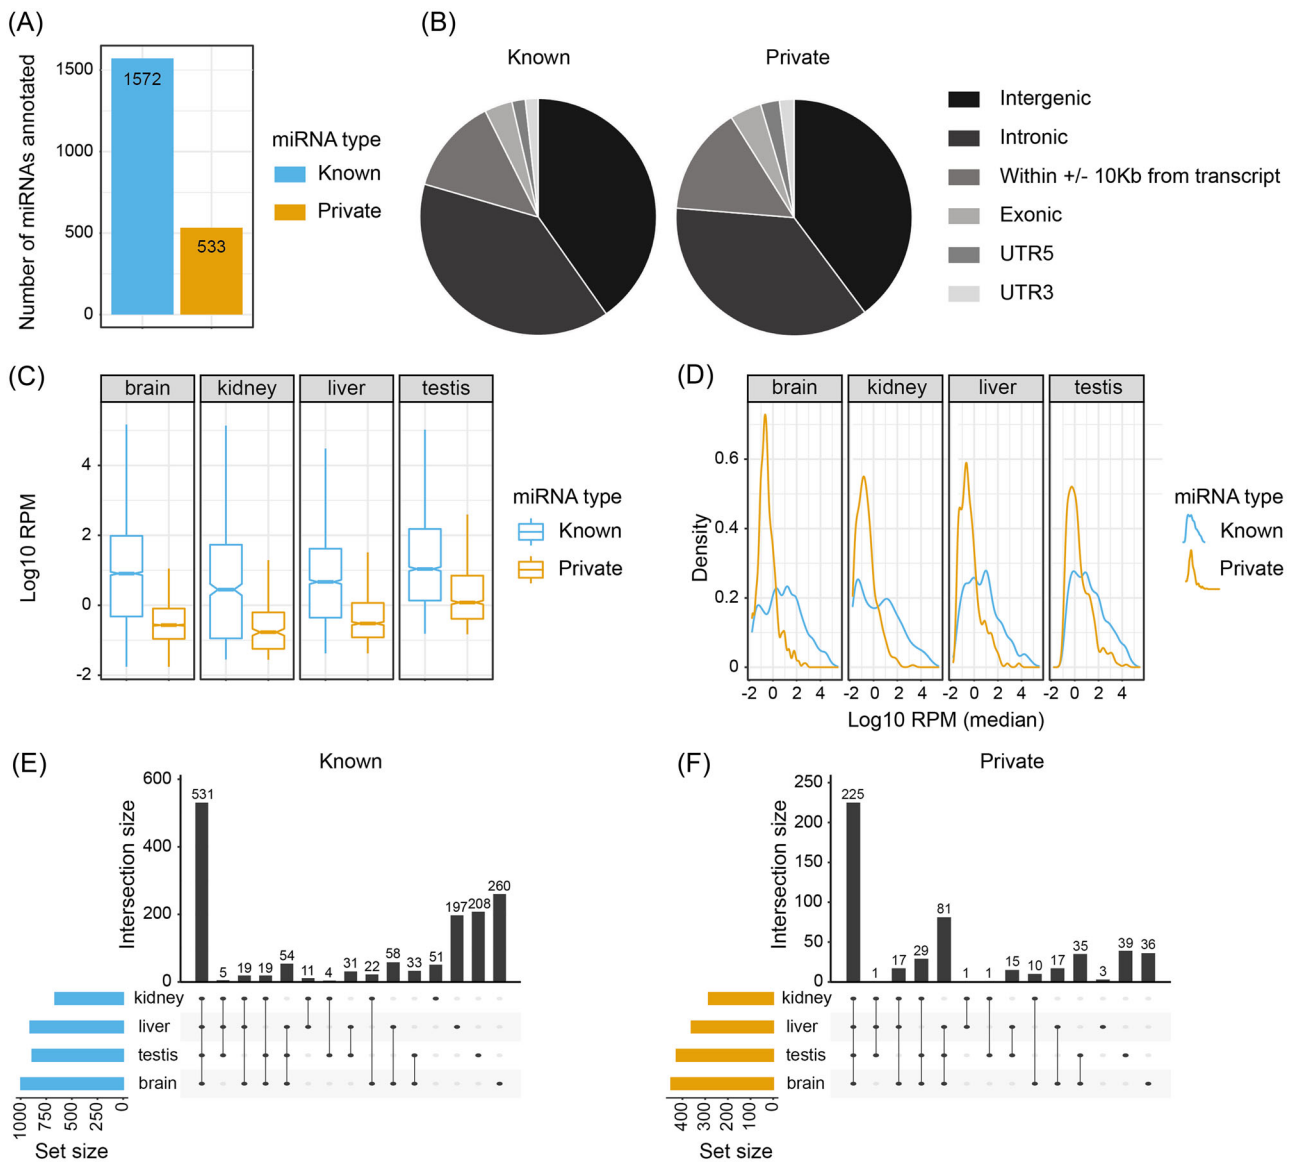 (A)
Number of miRNAs annotated
1500
1000
500
0
1572
533
miRNA type
Known
Private
(B)
Known
Private
Intergenic
Intronic
Within +/- 10Kb from transcript
Exonic
UTR5
UTR3
(C)
brain kidney liver testis
Log10 RPM
4
2
0
-2
miRNA type
Known
Private
(D)
brain kidney liver testis
Density
0.6
0.4
0.2
0
-2 0 2 4 -2 0 2 4 -2 0 2 4 -2 0 2 4
Log10 RPM (median)
miRNA type
Known
Private
(E)
Known
Intersection size
600
400
200
0
531 5 19 19 54 11 4 31 22 58 33 51 197 208 260
kidney
liver
testis
brain
1000 750 500 250 0
Set size
(F)
Private
Intersection size
250
200
150
100
50
0
225 1 17 29 81 1 1 15 10 17 35 3 39 36
kidney
liver
testis
brain
400 300 200 100 0
Set size